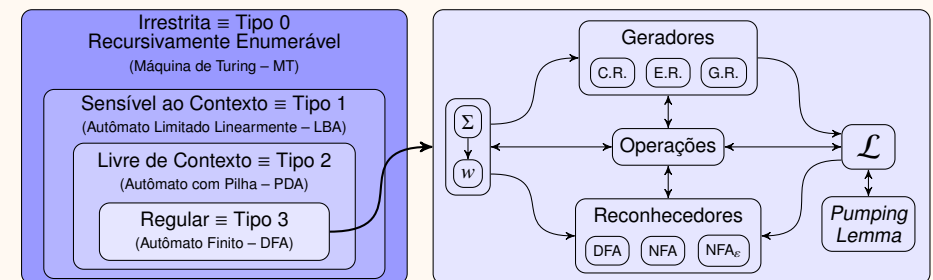 Irrestrita ≡ Tipo 0
Recursivamente Enumerável
(Máquina de Turing – MT)
Sensível ao Contexto ≡ Tipo 1
(Autômato Limitado Linearmente – LBA)
Livre de Contexto ≡ Tipo 2
(Autômato com Pilha – PDA)
Regular ≡ Tipo 3
(Autômato Finito – DFA)
Σ
w
Geradores
C.R. E.R. G.R.
Operações
Reconhecedores
DFA NFA NFAε
ℒ
Pumping
Lemma